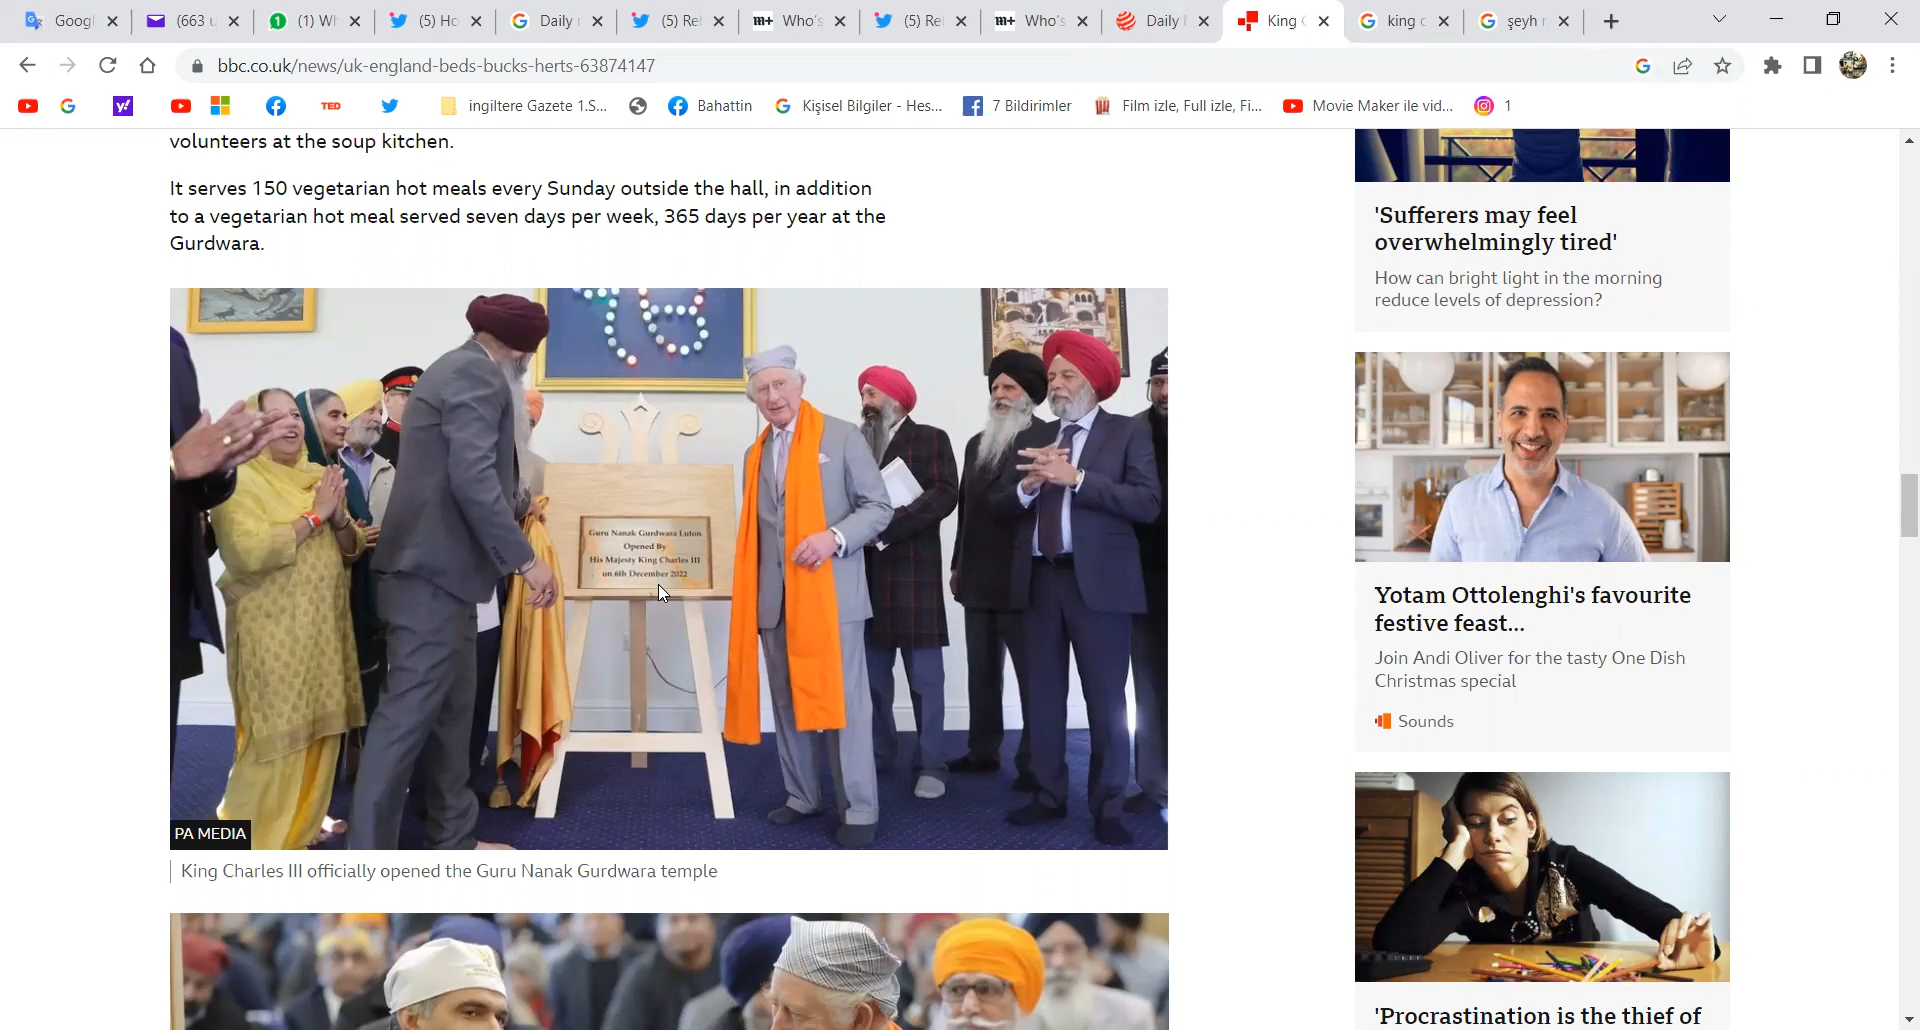 Googl
(663 u
(1) Wh
(5) Ho
Daily r
(5) Re
Who's
(5) Re
Who's
Daily
King C
king c
şeyh r
bbc.co.uk/news/uk-england-beds-bucks-herts-63874147
TED
ingiltere Gazete 1.S...
Bahattin
Kişisel Bilgiler - Hes...
7 Bildirimler
Film izle, Full izle, Fi...
Movie Maker ile vid...
1
volunteers at the soup kitchen.
It serves 150 vegetarian hot meals every Sunday outside the hall, in addition
to a vegetarian hot meal served seven days per week, 365 days per year at the
Gurdwara.
Guru Nanak Gurdwara Luton
Opened By
His Majesty King Charles III
on 6th December 2022
PA MEDIA
King Charles III officially opened the Guru Nanak Gurdwara temple
'Sufferers may feel
overwhelmingly tired'
How can bright light in the morning
reduce levels of depression?
Yotam Ottolenghi's favourite
festive feast...
Join Andi Oliver for the tasty One Dish
Christmas special
Sounds
'Procrastination is the thief of